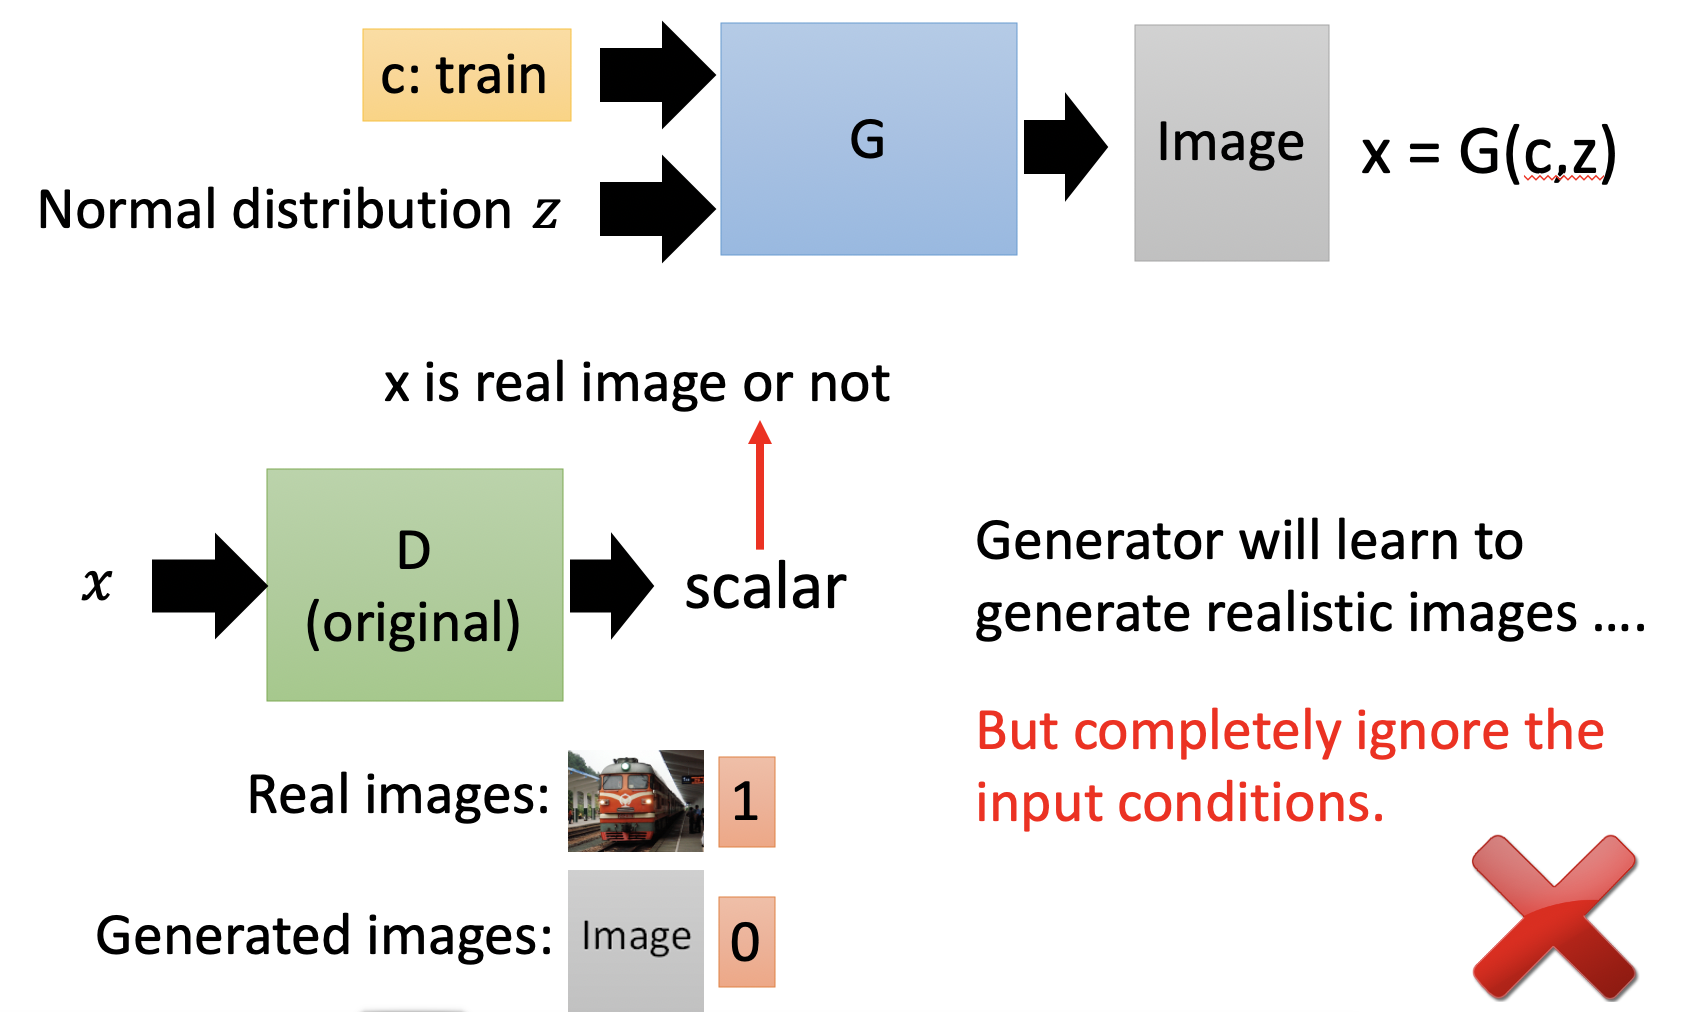 c: train
Normal distribution z
G
Image
x = G(c,z)
x is real image or not
x
D
(original)
scalar
Generator will learn to
generate realistic images ....
But completely ignore the
input conditions.
Real images:
1
Generated images:
Image
0